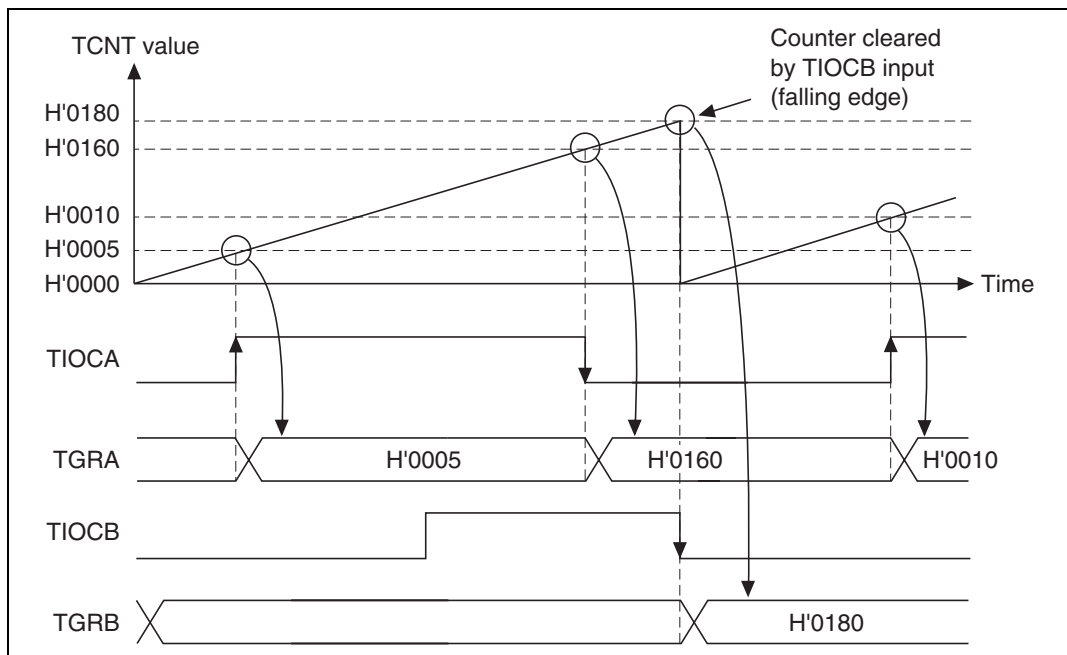 TCNT value
Counter cleared
by TIOCB input
(falling edge)
H'0180
H'0160
H'0010
H'0005
H'0000
Time
TIOCA
TGRA
H'0005
H'0160
H'0010
TIOCB
TGRB
H'0180